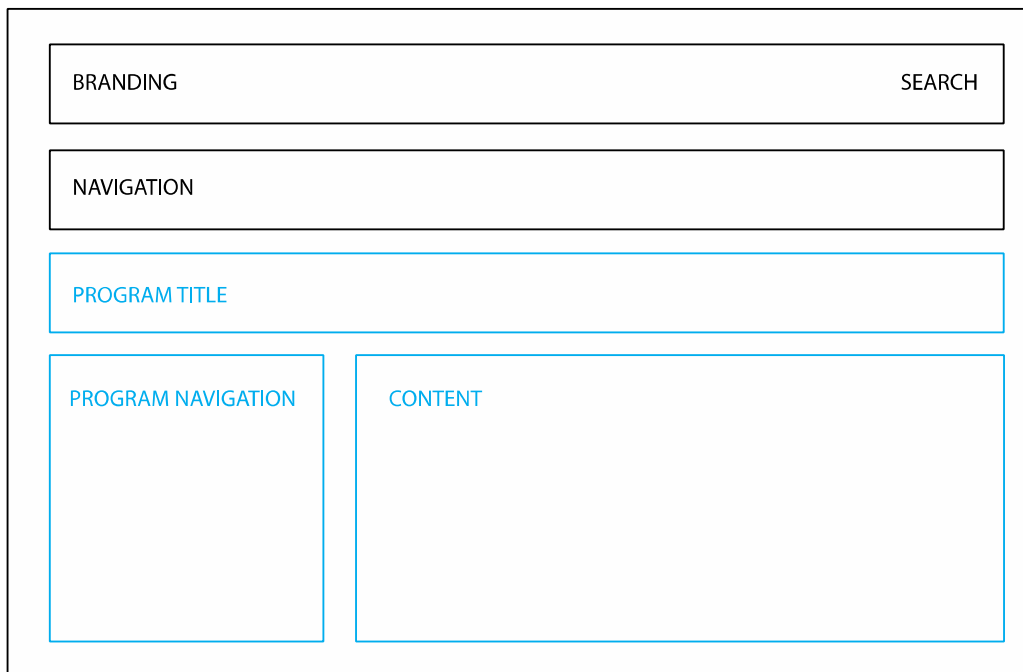 BRANDING SEARCH
NAVIGATION
PROGRAM TITLE
PROGRAM NAVIGATION
CONTENT